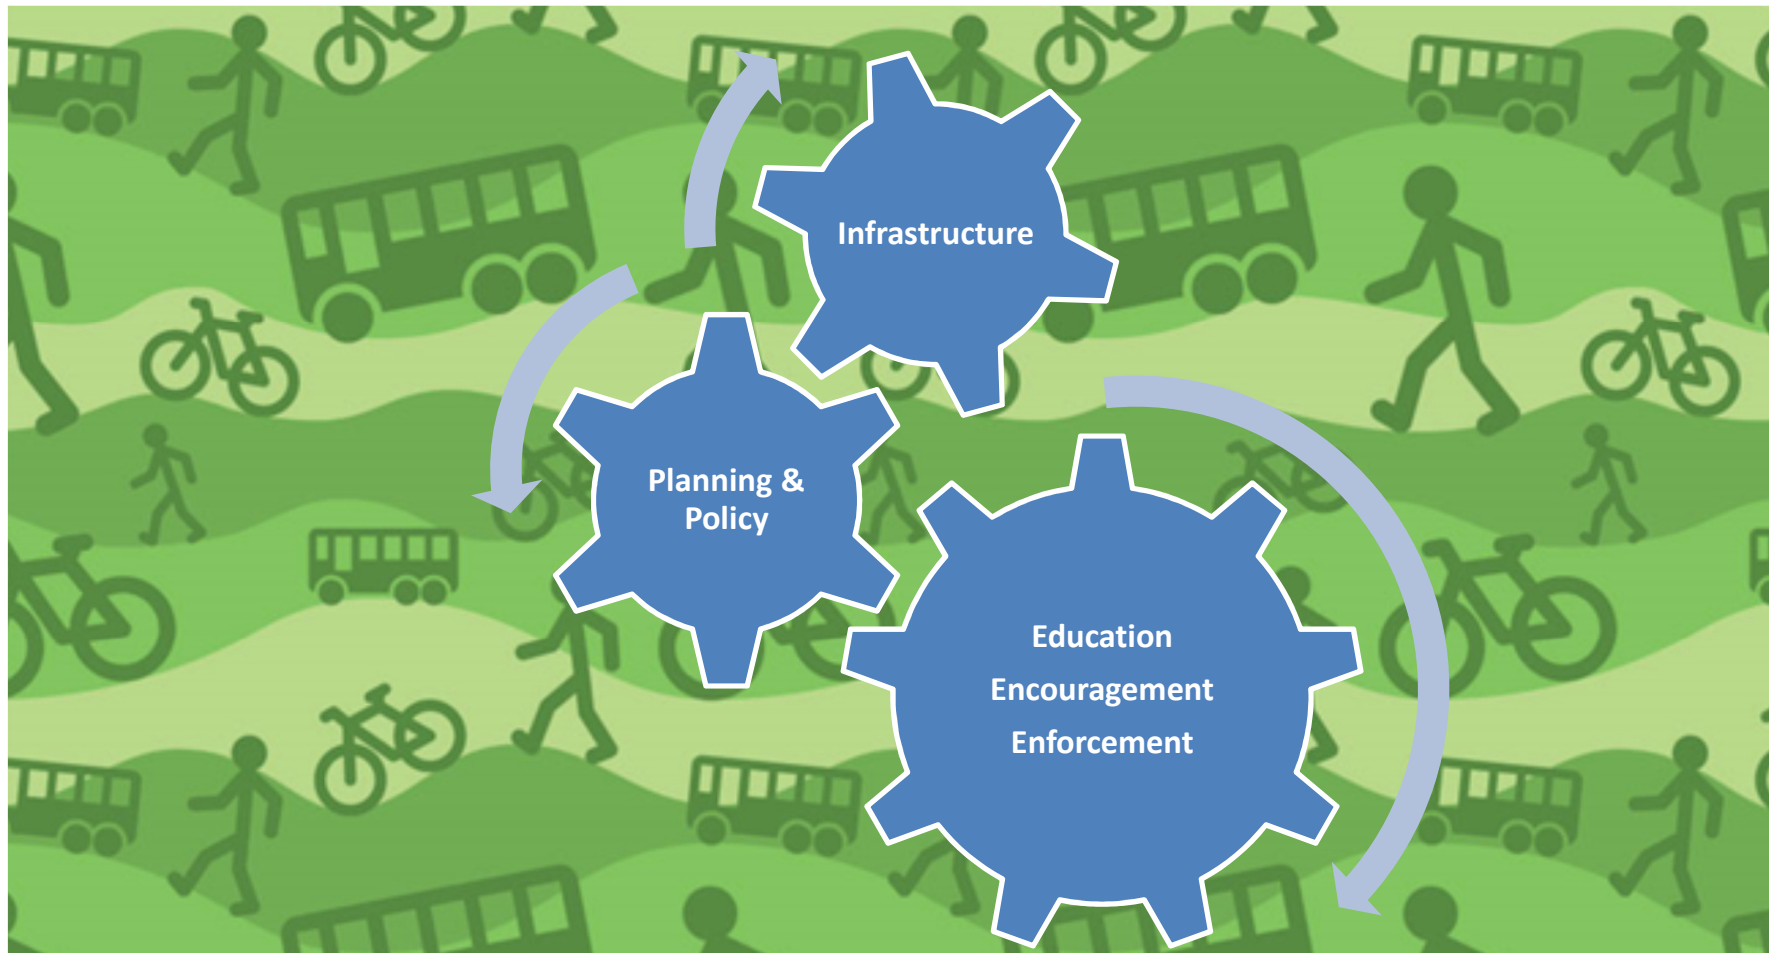 Infrastructure
Planning &
Policy
Education
Encouragement
Enforcement